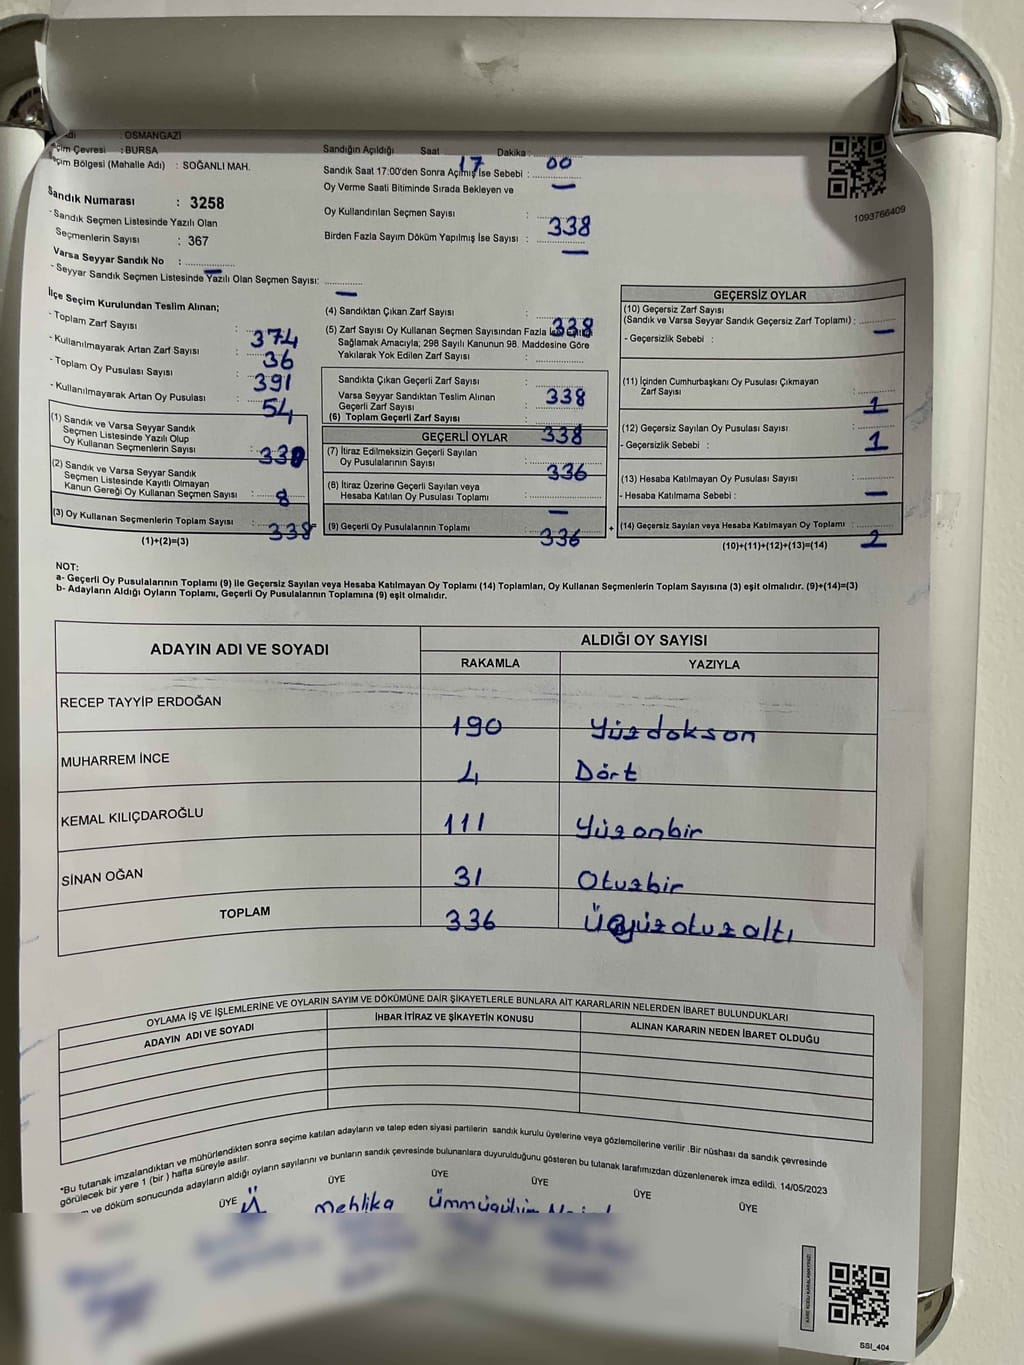 OSMANGAZİ
Çevresi : BURSA
Bölgesi (Mahalle Adı) : SOĞANLI MAH.
Sandık Numarası : 3258
- Sandık Seçmen Listesinde Yazılı Olan
Seçmenlerin Sayısı : 367
Varsa Seyyar Sandık No : —
- Seyyar Sandık Seçmen Listesinde Yazılı Olan Seçmen Sayısı: —
Sandığın Açıldığı Saat 17 Dakika : 00
Sandık Saat 17:00'den Sonra Açılmış İse Sebebi : —
Oy Verme Saati Bitiminde Sırada Bekleyen ve
Oy Kullandırılan Seçmen Sayısı : 338
Birden Fazla Sayım Döküm Yapılmış İse Sayısı : —
1093766409
İlçe Seçim Kurulundan Teslim Alınan;
- Toplam Zarf Sayısı : 374
- Kullanılmayarak Artan Zarf Sayısı : 36
- Toplam Oy Pusulası Sayısı : 391
- Kullanılmayarak Artan Oy Pusulası : 54
(1) Sandık ve Varsa Seyyar Sandık
Seçmen Listesinde Yazılı Olup
Oy Kullanan Seçmenlerin Sayısı :
(2) Sandık ve Varsa Seyyar Sandık
Seçmen Listesinde Kayıtlı Olmayan
Kanun Gereği Oy Kullanan Seçmen Sayısı : 8
(3) Oy Kullanan Seçmenlerin Toplam Sayısı : 338
(1)+(2)=(3)
(4) Sandıktan Çıkan Zarf Sayısı : 338
(5) Zarf Sayısı Oy Kullanan Seçmen Sayısından Fazla İse
Sağlamak Amacıyla; 298 Sayılı Kanunun 98. Maddesine Göre
Yakılarak Yok Edilen Zarf Sayısı :
Sandıkta Çıkan Geçerli Zarf Sayısı : 338
Varsa Seyyar Sandıktan Teslim Alınan
Geçerli Zarf Sayısı :
(6) Toplam Geçerli Zarf Sayısı : 338
GEÇERLİ OYLAR
(7) İtiraz Edilmeksizin Geçerli Sayılan
Oy Pusulalarının Sayısı : 336
(8) İtiraz Üzerine Geçerli Sayılan veya
Hesaba Katılan Oy Pusulası Toplamı : —
(9) Geçerli Oy Pusulalarının Toplamı : 336 +
GEÇERSİZ OYLAR
(10) Geçersiz Zarf Sayısı
(Sandık ve Varsa Seyyar Sandık Geçersiz Zarf Toplamı) : —
- Geçersizlik Sebebi :
(11) İçinden Cumhurbaşkanı Oy Pusulası Çıkmayan
Zarf Sayısı : 1
(12) Geçersiz Sayılan Oy Pusulası Sayısı : 1
- Geçersizlik Sebebi :
(13) Hesaba Katılmayan Oy Pusulası Sayısı : —
- Hesaba Katılmama Sebebi :
(14) Geçersiz Sayılan veya Hesaba Katılmayan Oy Toplamı : 2
(10)+(11)+(12)+(13)=(14)
NOT:
a- Geçerli Oy Pusulalarının Toplamı (9) ile Geçersiz Sayılan veya Hesaba Katılmayan Oy Toplamı (14) Toplamları, Oy Kullanan Seçmenlerin Toplam Sayısına (3) eşit olmalıdır. (9)+(14)=(3)
b- Adayların Aldığı Oyların Toplamı, Geçerli Oy Pusulalarının Toplamına (9) eşit olmalıdır.
ADAYIN ADI VE SOYADI
ALDIĞI OY SAYISI
RAKAMLA YAZIYLA
RECEP TAYYİP ERDOĞAN 190 Yüzdokson
MUHARREM İNCE 4 Dört
KEMAL KILIÇDAROĞLU 111 Yüzonbir
SİNAN OĞAN 31 Otuzbir
TOPLAM 336 Üçyüzotuzaltı
OYLAMA İŞ VE İŞLEMLERİNE VE OYLARIN SAYIM VE DÖKÜMÜNE DAİR ŞİKAYETLERLE BUNLARA AİT KARARLARIN NELERDEN İBARET BULUNDUKLARI
ADAYIN ADI VE SOYADI İHBAR İTİRAZ VE ŞİKAYETİN KONUSU ALINAN KARARIN NEDEN İBARET OLDUĞU
"Bu tutanak imzalandıktan ve mühürlendikten sonra seçime katılan adayların ve talep eden siyasi partilerin sandık kurulu üyelerine veya gözlemcilerine verilir .Bir nüshası da sandık çevresinde
görülecek bir yere 1 (bir) hafta süreyle asılır.
ve döküm sonucunda adayların aldığı oyların sayılarını ve bunların sandık çevresinde bulunanlara duyurulduğunu gösteren bu tutanak tarafımızdan düzenlenerek imza edildi. 14/05/2023
ÜYE ÜYE ÜYE ÜYE ÜYE ÜYE
Mehlika Ümmügülsüm
SSI_404